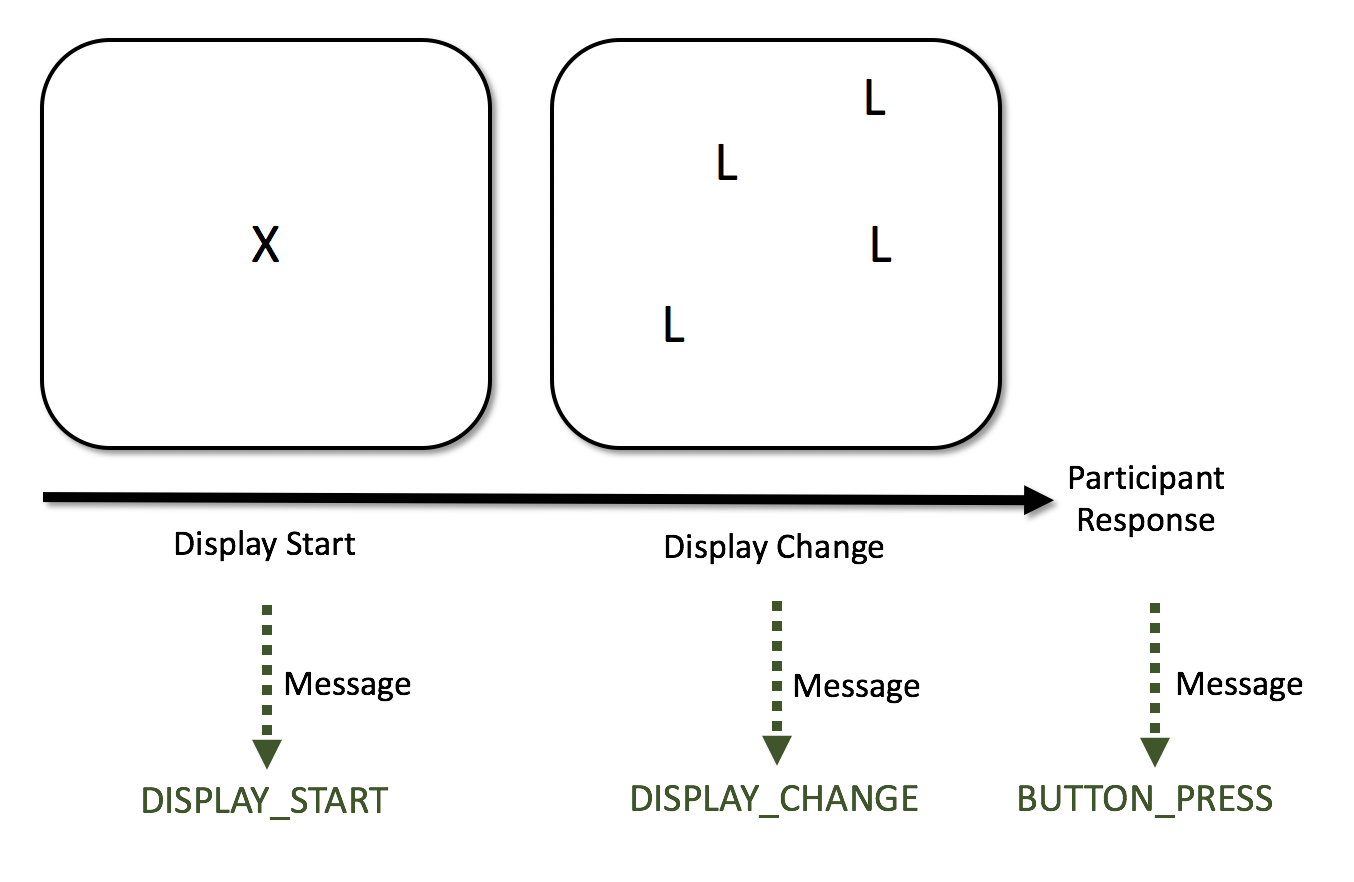 X
L
L
L
L
Participant
Response
Display Start
Display Change
Message
Message
Message
DISPLAY_START
DISPLAY_CHANGE
BUTTON_PRESS